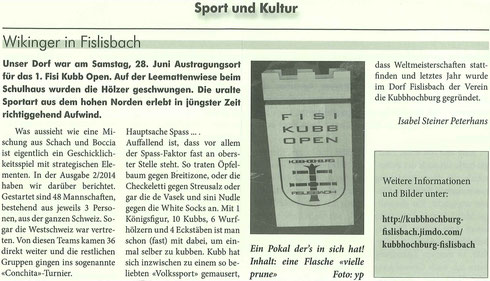 Sport und Kultur
Wikinger in Fislisbach
Unser Dorf war am Samstag, 28. Juni Austragungsort
für das 1. Fisi Kubb Open. Auf der Leemattenwiese beim
Schulhaus wurden die Hölzer geschwungen. Die uralte
Sportart aus dem hohen Norden erlebt in jüngster Zeit
richtiggehend Aufwind.
Was aussieht wie eine Mi-
schung aus Schach und Boccia
ist eigentlich ein Geschicklich-
keitsspiel mit strategischen Ele-
menten. In der Ausgabe 2/2014
haben wir darüber berichtet.
Gestartet sind 48 Mannschaften,
bestehend aus jeweils 3 Perso-
nen, aus der ganzen Schweiz. So-
gar die Westschweiz war vertre-
ten. Von diesen Teams kamen 36
direkt weiter und die restlichen
Gruppen gingen ins sogenannte
«Conchita»-Turnier.
Hauptsache Spass ... .
Auffallend ist, dass vor allem
der Spass-Faktor fast an ober-
ster Stelle steht. So traten Öpfel-
baum gegen Breitizone, oder die
Checkeletti gegen Streusalz oder
gar die de Vasek und sini Nudle
gegen die White Socks an. Mit 1
Königsfigur, 10 Kubbs, 6 Wurf-
hölzern und 4 Eckstäben ist man
schon (fast) mit dabei, um ein-
mal selber zu kubben. Kubb hat
sich inzwischen zu einem so be-
liebten «Volkssport» gemausert,
FISI
KUBB
OPEN
KUBBHOCHBURG
FISLISBACH
Ein Pokal der's in sich hat!
Inhalt: eine Flasche «vielle
prune» Foto: yp
dass Weltmeisterschaften statt-
finden und letztes Jahr wurde
im Dorf Fislisbach der Verein
die Kubbhochburg gegründet.
Isabel Steiner Peterhans
Weitere Informationen
und Bilder unter:
http://kubbhochburg-
fislisbach.jimdo.com/
kubbhochburg-fislisbach